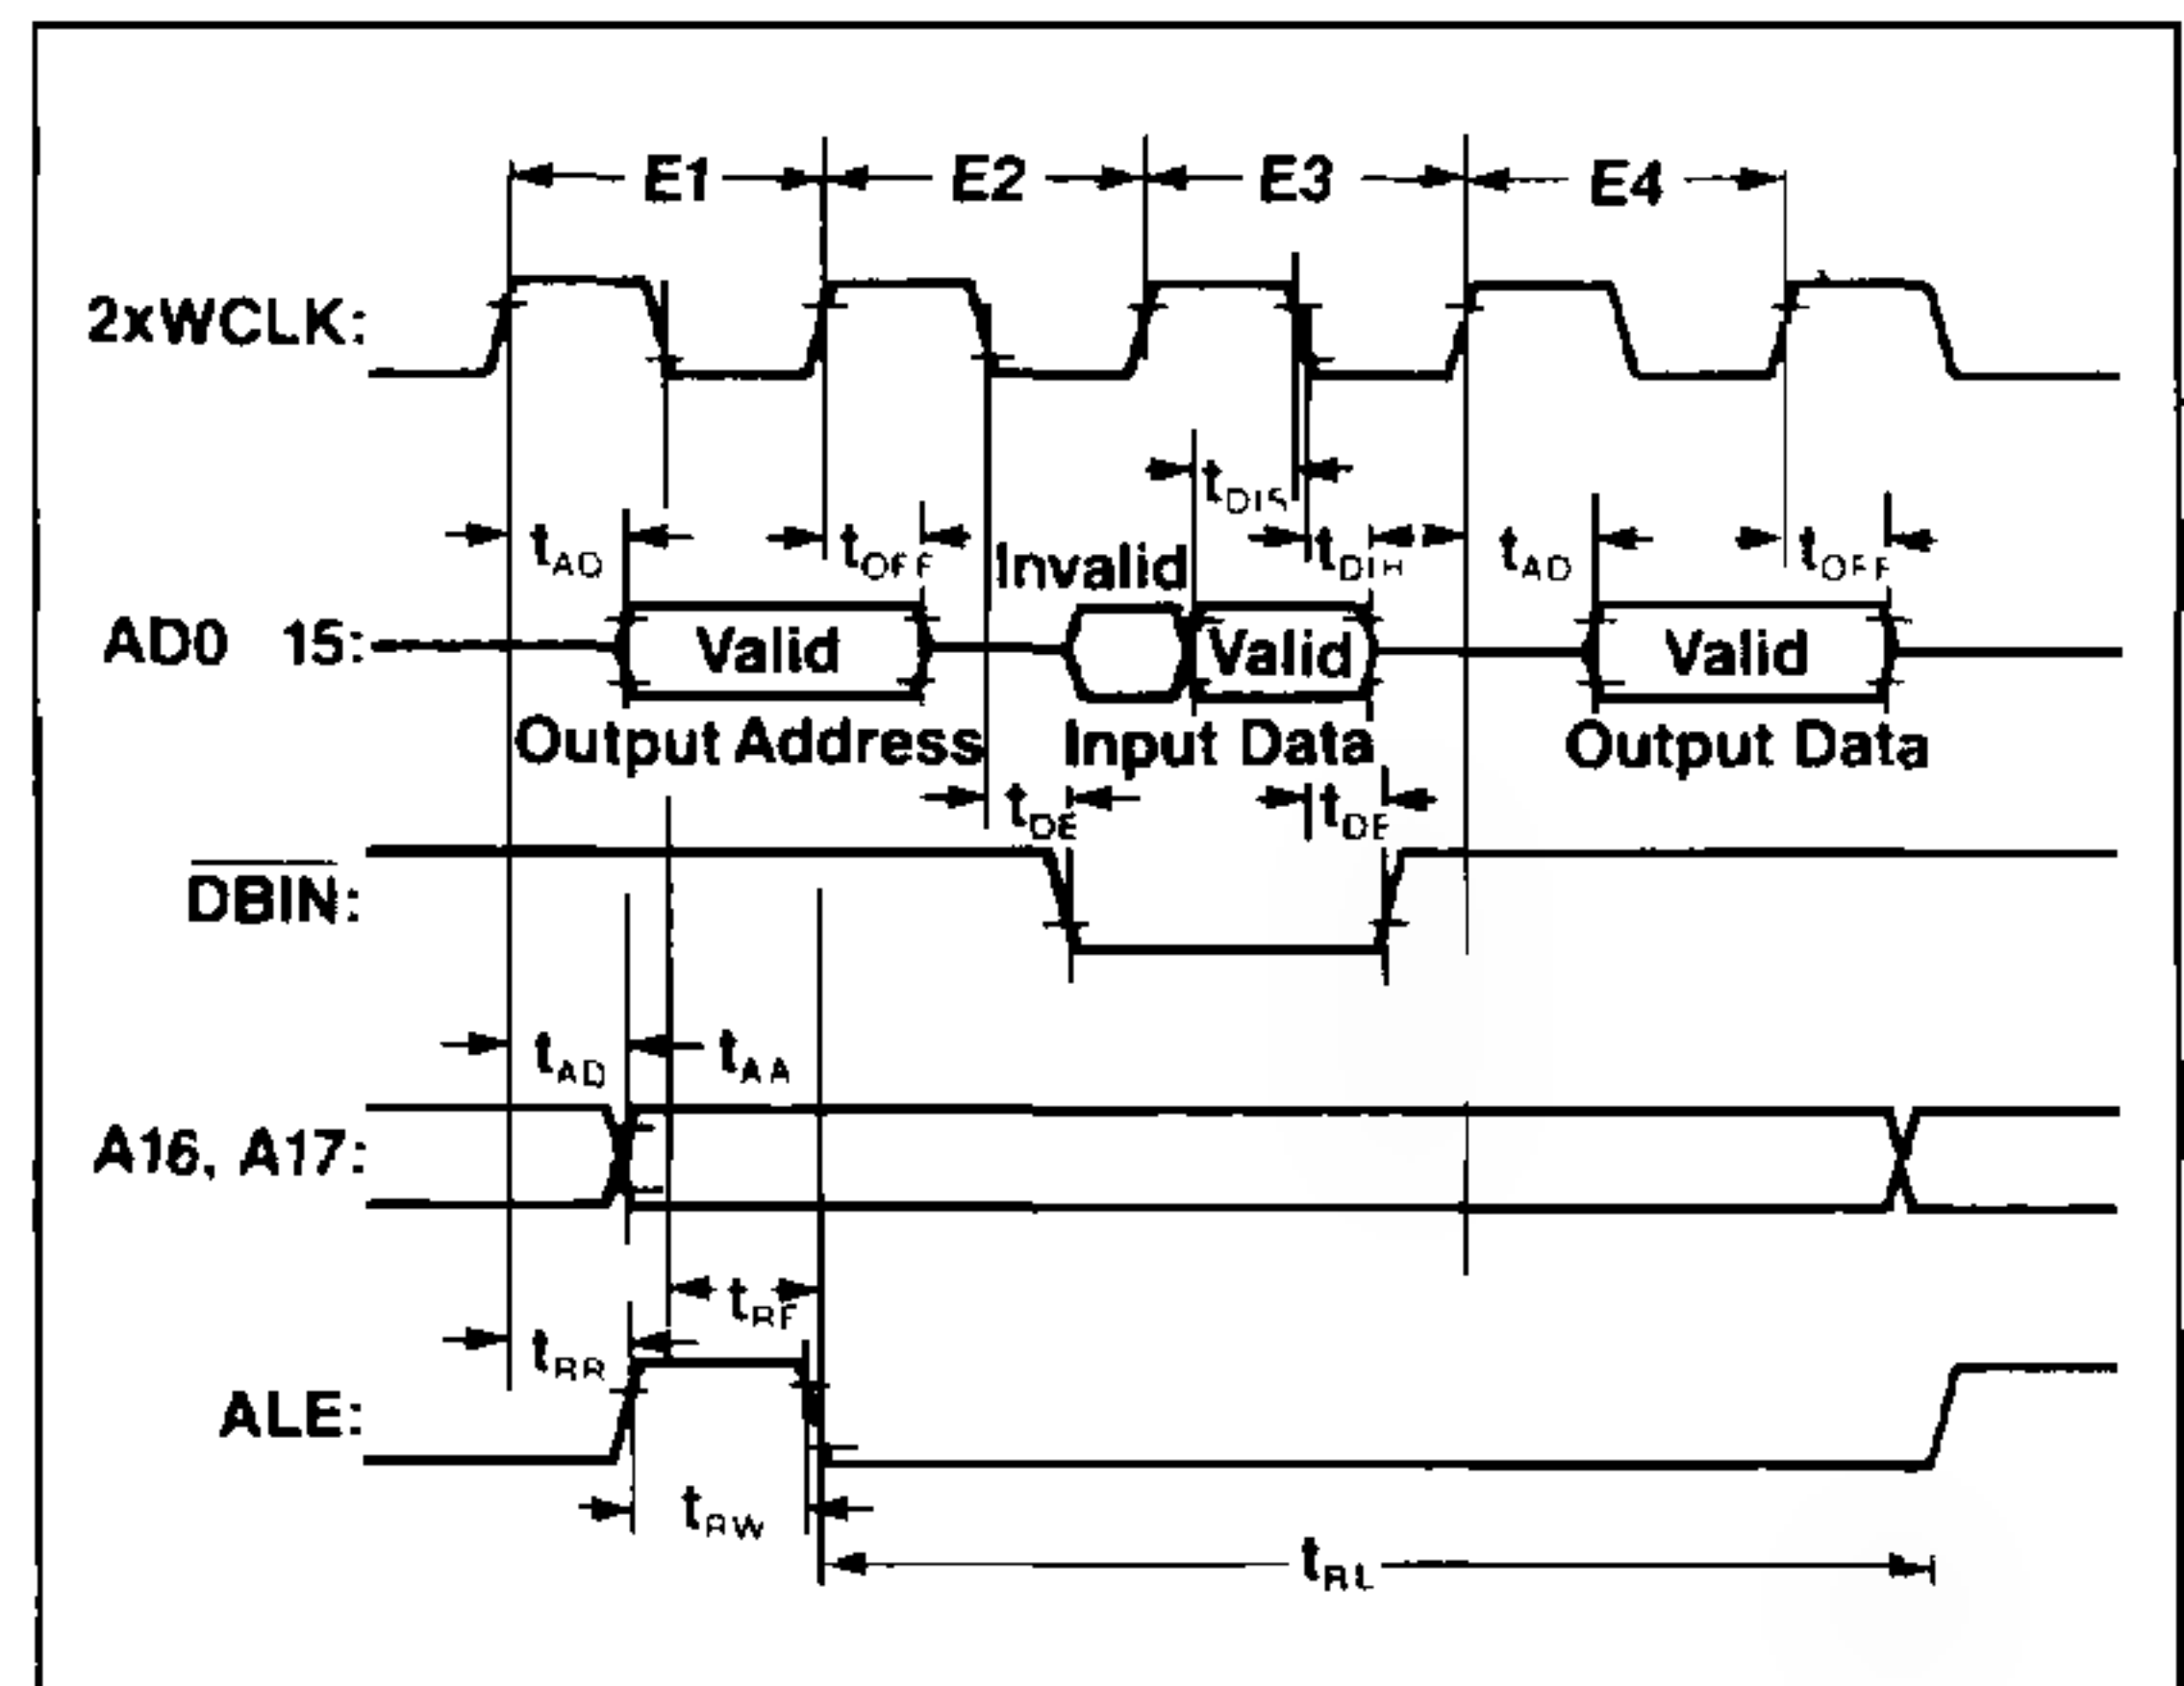 E1 E2 E3 E4
2xWCLK:
tDIS
tAD tOFF Invalid tDIH tAD tOFF
AD0 15: Valid Valid Valid
Output Address Input Data Output Data
tDE tDE
DBIN:
tAD tAA
A16, A17:
tRF
tRR
ALE:
tRW
tRL